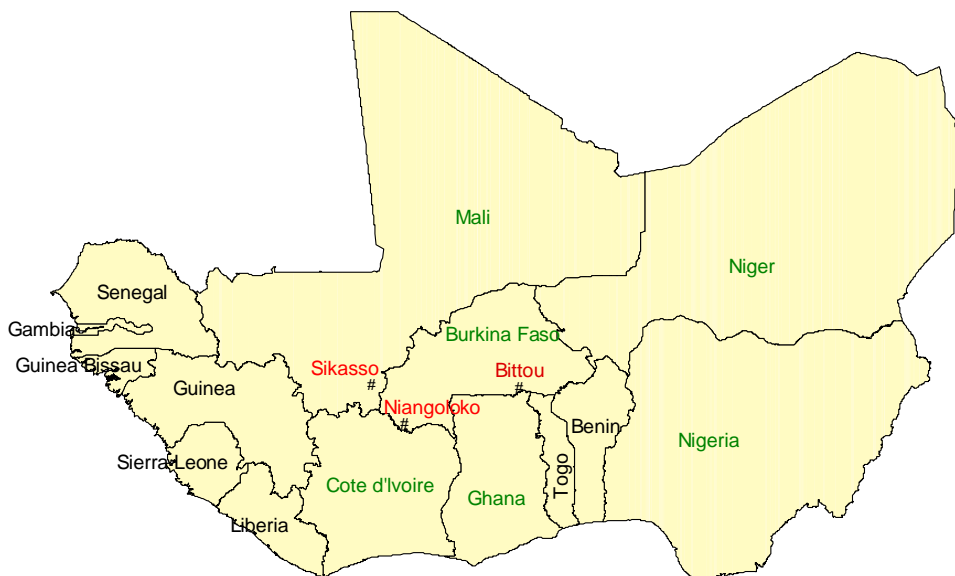 Mali
Niger
Senegal
Gambia
Burkina Faso
Guinea Bissau
Sikasso
#
Bittou
#
Guinea
Niangoloko
#
Benin
Nigeria
Sierra Leone
Togo
Cote d'Ivoire
Ghana
Liberia